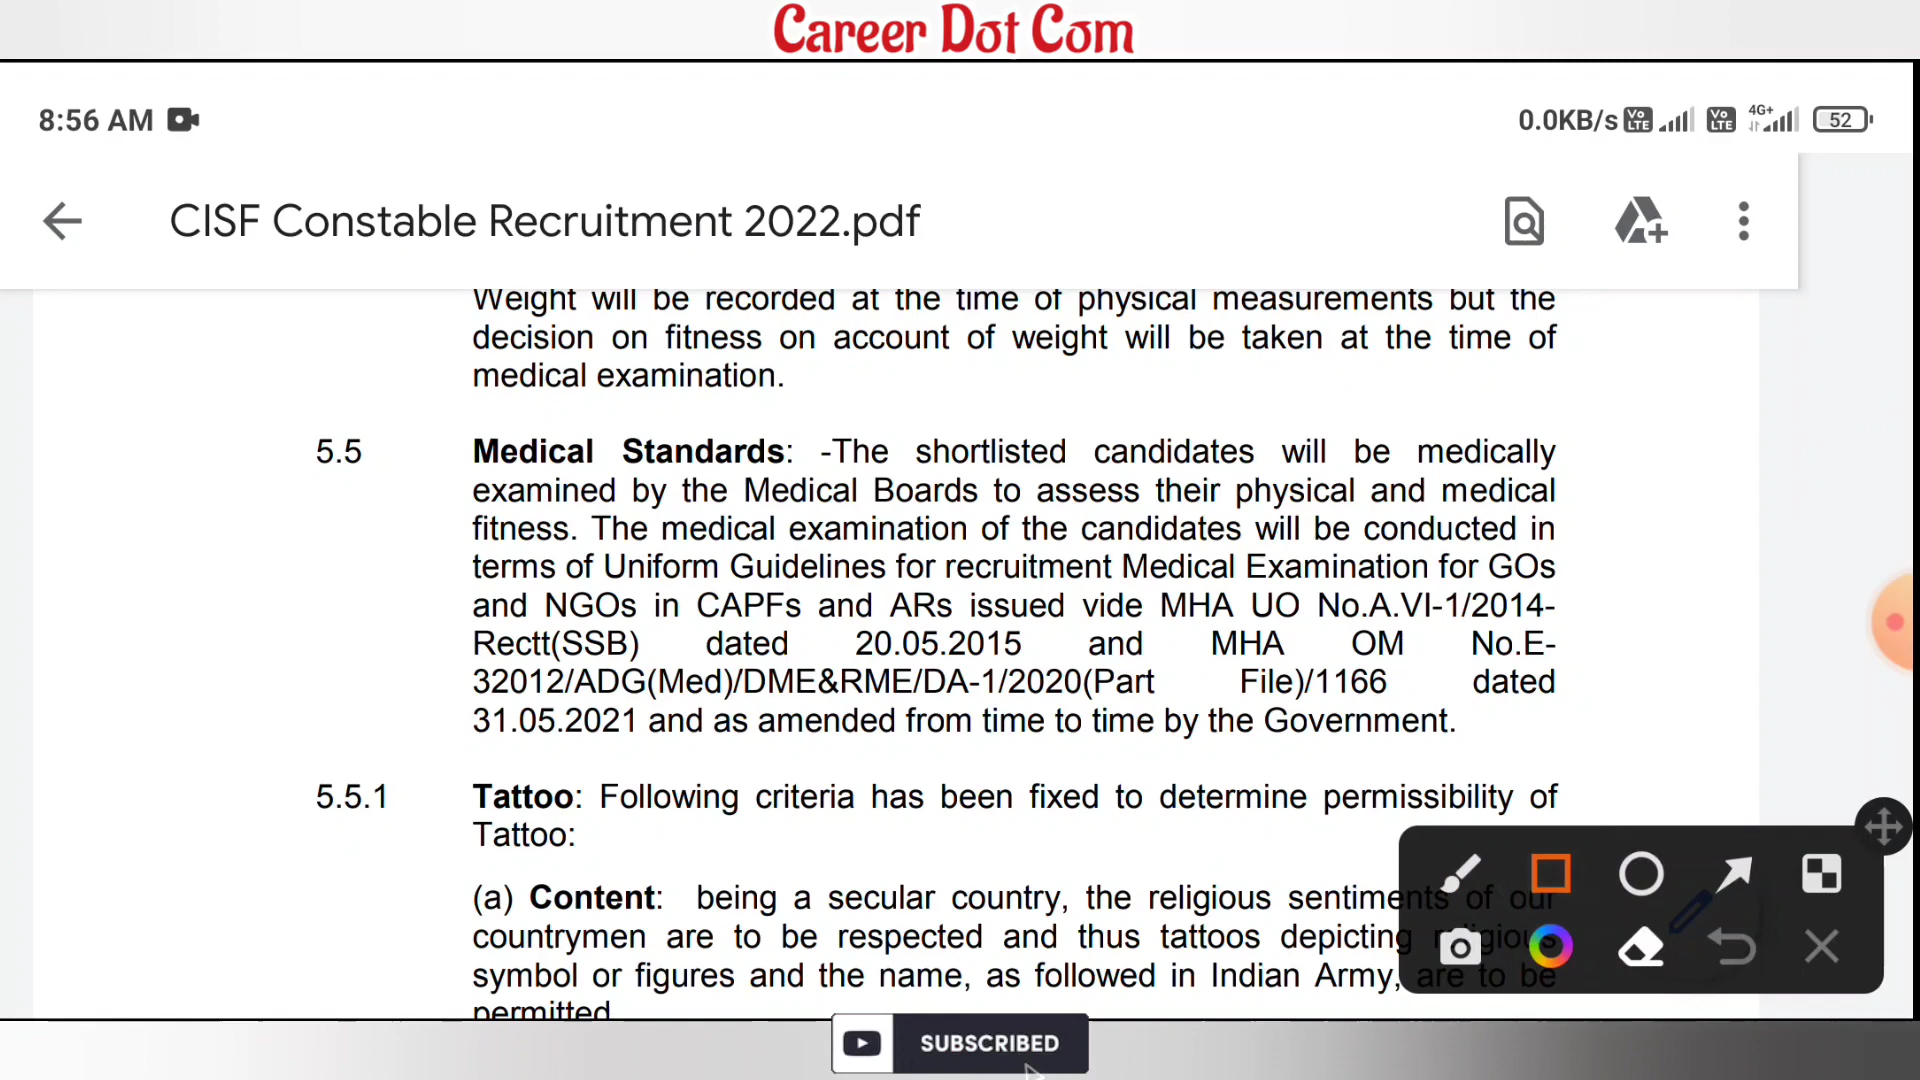 Career Dot Com
8:56 AM
0.0KB/s Vo LTE Vo LTE 4G+ 52
CISF Constable Recruitment 2022.pdf
Weight will be recorded at the time of physical measurements but the
decision on fitness on account of weight will be taken at the time of
medical examination.
5.5 Medical Standards: -The shortlisted candidates will be medically
examined by the Medical Boards to assess their physical and medical
fitness. The medical examination of the candidates will be conducted in
terms of Uniform Guidelines for recruitment Medical Examination for GOs
and NGOs in CAPFs and ARs issued vide MHA UO No.A.VI-1/2014-
Rectt(SSB) dated 20.05.2015 and MHA OM No.E-
32012/ADG(Med)/DME&RME/DA-1/2020(Part File)/1166 dated
31.05.2021 and as amended from time to time by the Government.
5.5.1 Tattoo: Following criteria has been fixed to determine permissibility of
Tattoo:
(a) Content: being a secular country, the religious sentiments of our
countrymen are to be respected and thus tattoos depicting religious
symbol or figures and the name, as followed in Indian Army, are to be
permitted
SUBSCRIBED